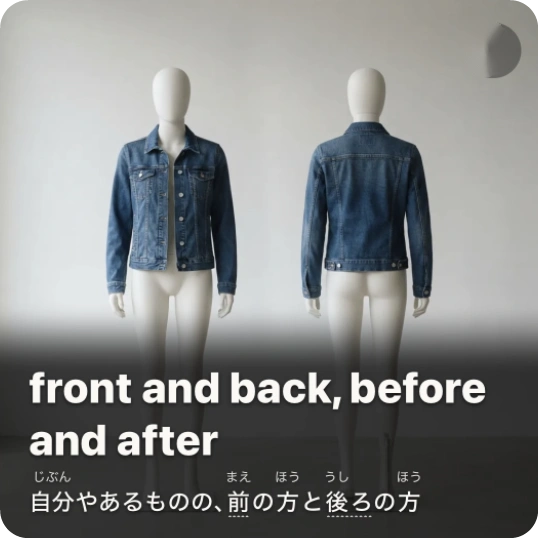 front and back, before
and after
じぶん まえ ほう うし ほう
自分やあるものの、前の方と後ろの方